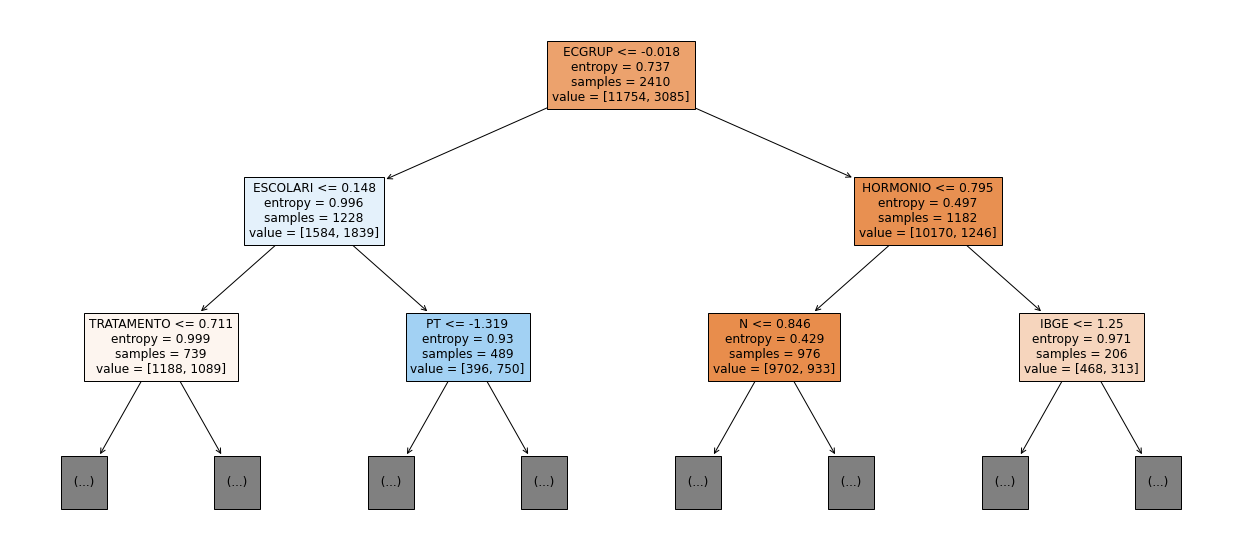 ECGRUP <= -0.018
entropy = 0.737
samples = 2410
value = [11754, 3085]
ESCOLARI <= 0.148
entropy = 0.996
samples = 1228
value = [1584, 1839]
HORMONIO <= 0.795
entropy = 0.497
samples = 1182
value = [10170, 1246]
TRATAMENTO <= 0.711
entropy = 0.999
samples = 739
value = [1188, 1089]
PT <= -1.319
entropy = 0.93
samples = 489
value = [396, 750]
N <= 0.846
entropy = 0.429
samples = 976
value = [9702, 933]
IBGE <= 1.25
entropy = 0.971
samples = 206
value = [468, 313]
(...)
(...)
(...)
(...)
(...)
(...)
(...)
(...)